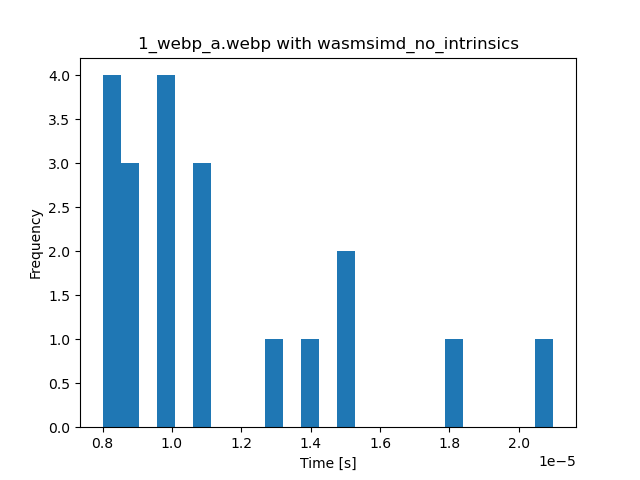 1_webp_a.webp with wasmsimd_no_intrinsics
4.0
3.5
3.0
2.5
2.0
1.5
1.0
0.5
0.0
Frequency
0.8 1.0 1.2 1.4 1.6 1.8 2.0
Time [s]
1e−5